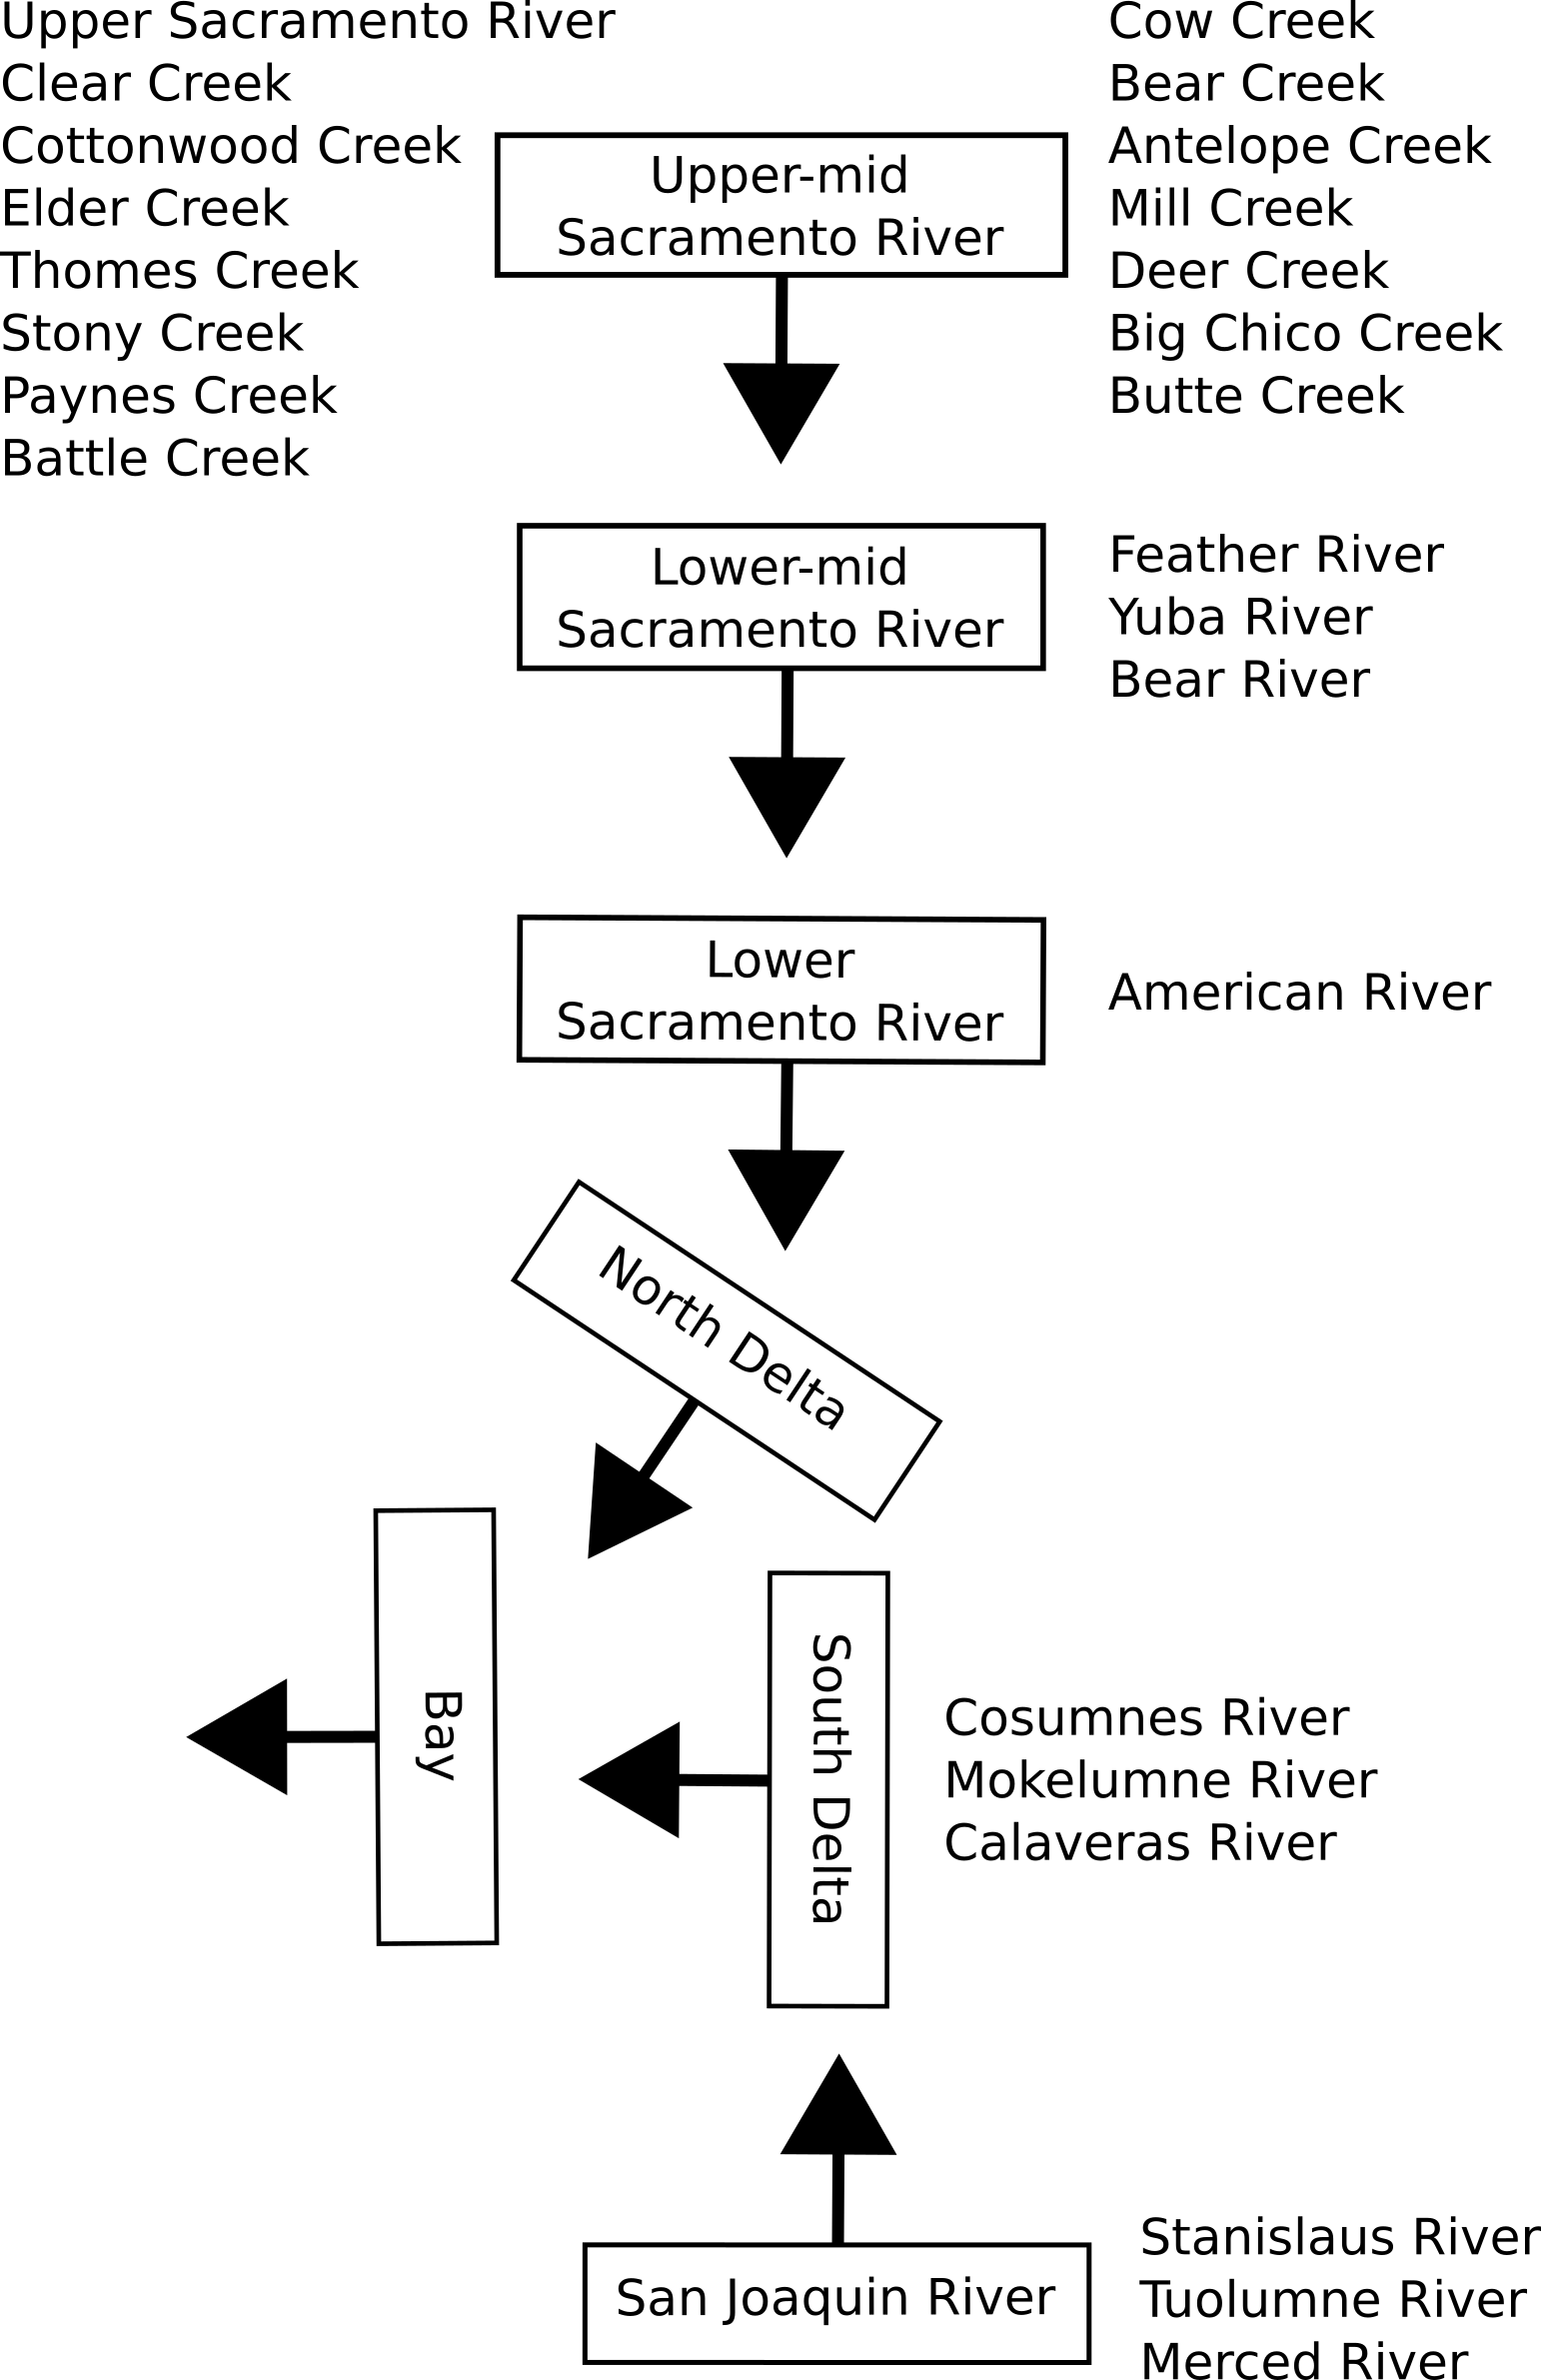 Upper Sacramento River
Clear Creek
Cottonwood Creek
Elder Creek
Thomes Creek
Stony Creek
Paynes Creek
Battle Creek
Upper-mid
Sacramento River
Cow Creek
Bear Creek
Antelope Creek
Mill Creek
Deer Creek
Big Chico Creek
Butte Creek
Lower-mid
Sacramento River
Feather River
Yuba River
Bear River
Lower
Sacramento River
American River
North Delta
Bay
South Delta
Cosumnes River
Mokelumne River
Calaveras River
San Joaquin River
Stanislaus River
Tuolumne River
Merced River